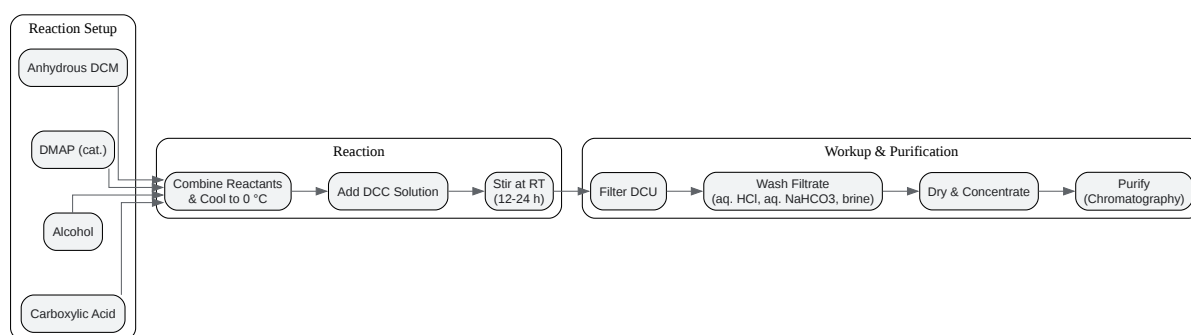 Reaction Setup
Anhydrous DCM
DMAP (cat.)
Alcohol
Carboxylic Acid
Reaction
Combine Reactants
& Cool to 0 °C
Add DCC Solution
Stir at RT
(12-24 h)
Workup & Purification
Filter DCU
Wash Filtrate
(aq. HCl, aq. NaHCO3, brine)
Dry & Concentrate
Purify
(Chromatography)